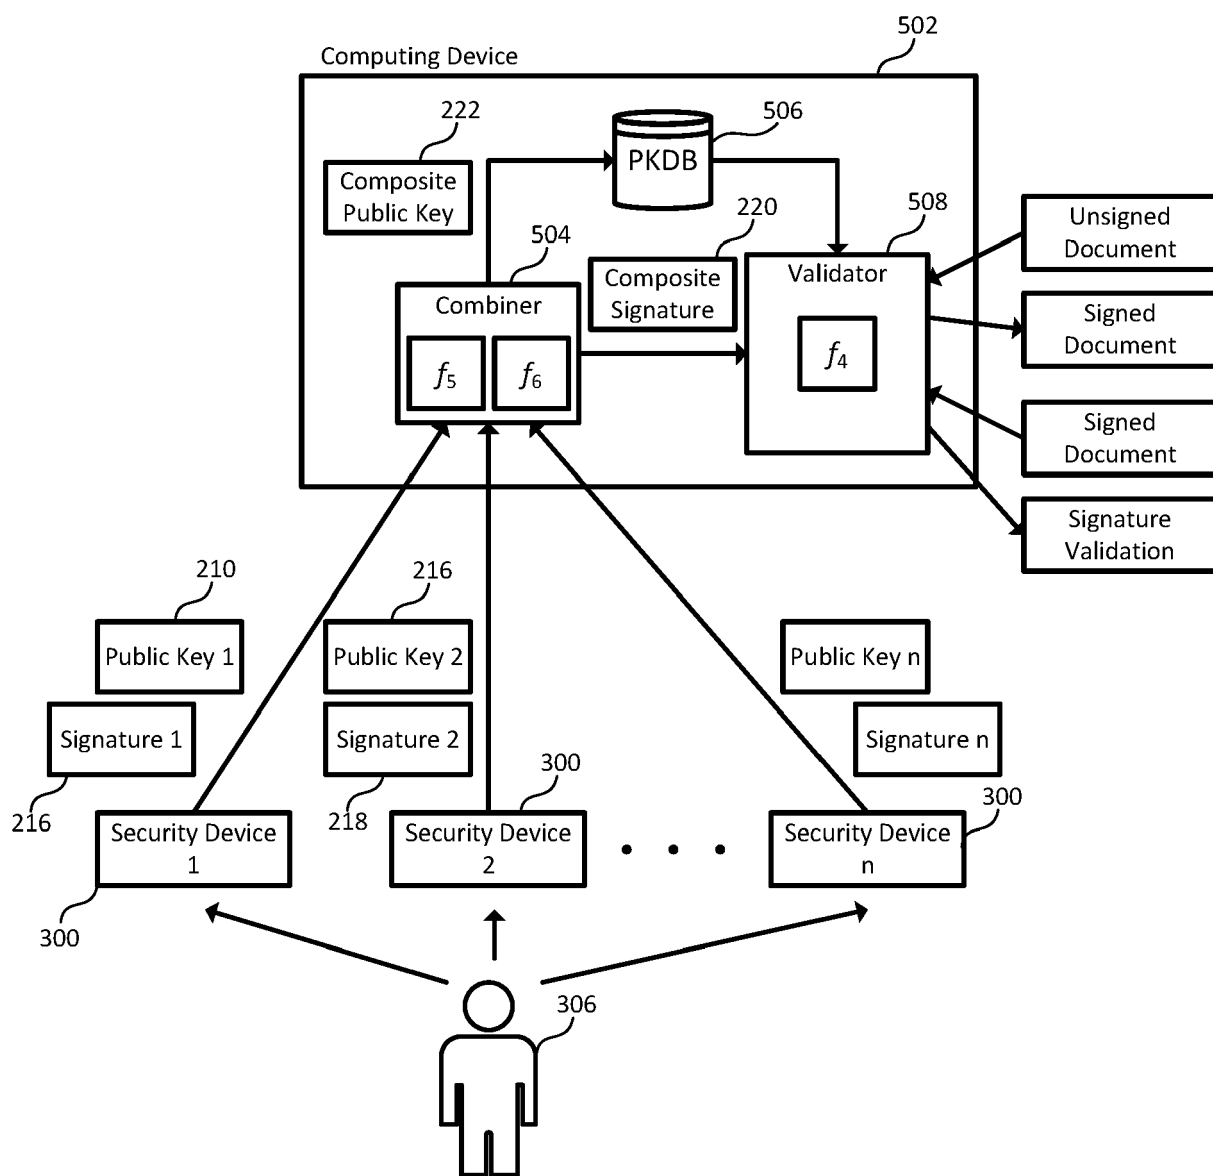 502
Computing Device
222
506
PKDB
Composite
Public Key
504
220
508
Unsigned
Document
Composite
Signature
Validator
Combiner
Signed
Document
f5
f6
f4
Signed
Document
Signature
Validation
210
216
Public Key 1
Public Key 2
Public Key n
Signature 1
Signature 2
Signature n
216
218
300
300
Security Device
1
Security Device
2
. . .
Security Device
n
300
306